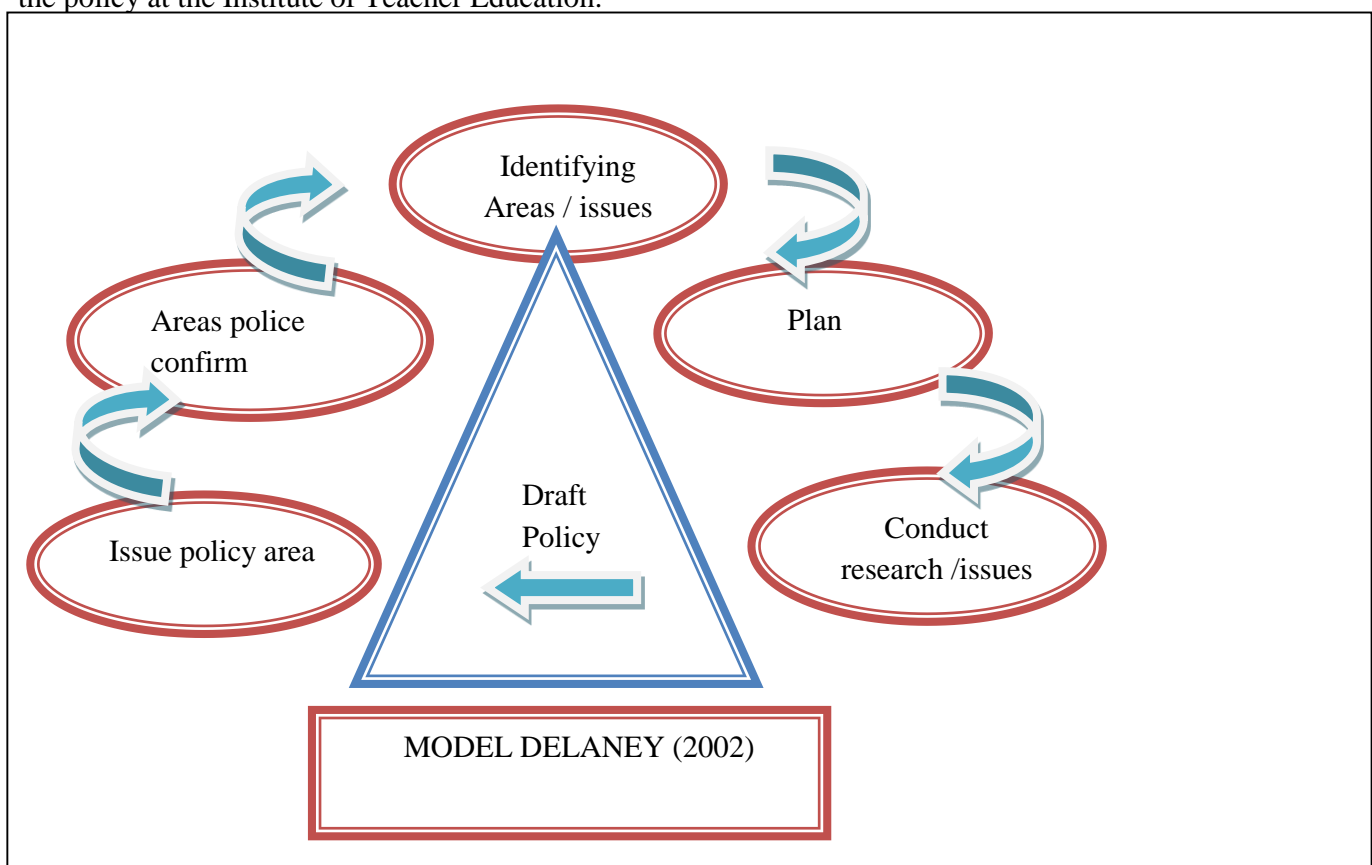 the policy at the Institute of Teacher Education.
Identifying
Areas / issues
Areas police
confirm
Plan
Draft
Policy
Issue policy area
Conduct
research /issues
MODEL DELANEY (2002)